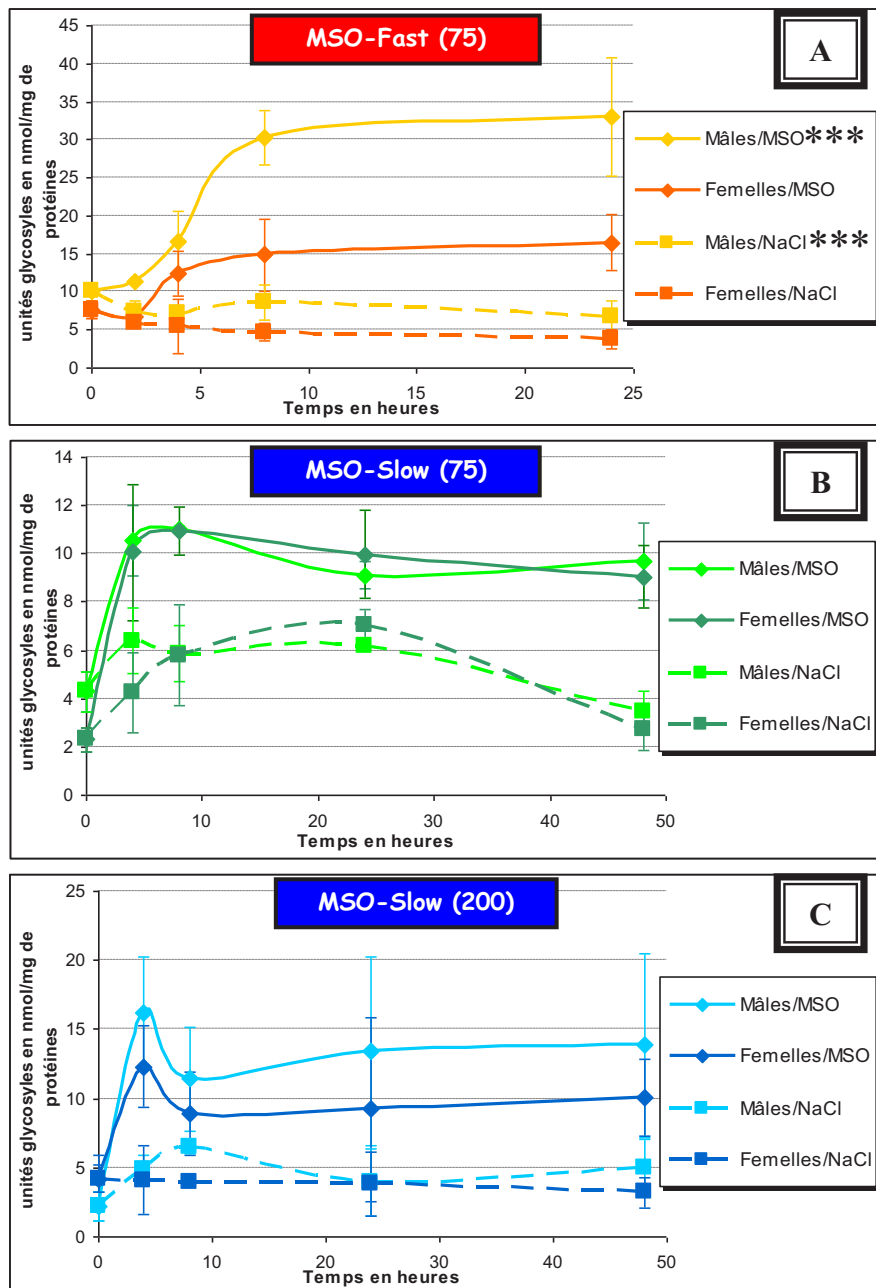 MSO-Fast (75)
A
unités glycosyles en nmol/mg de
protéines
45
40
35
30
25
20
15
10
5
0
0
5
10
15
20
25
Temps en heures
Mâles/MSO***
Femelles/MSO
Mâles/NaCl***
Femelles/NaCl
MSO-Slow (75)
B
unités glycosyles en nmol/mg de
protéines
14
12
10
8
6
4
2
0
0
10
20
30
40
50
Temps en heures
Mâles/MSO
Femelles/MSO
Mâles/NaCl
Femelles/NaCl
MSO-Slow (200)
C
unités glycosyles en nmol/mg de
protéines
25
20
15
10
5
0
0
10
20
30
40
50
Temps en heures
Mâles/MSO
Femelles/MSO
Mâles/NaCl
Femelles/NaCl